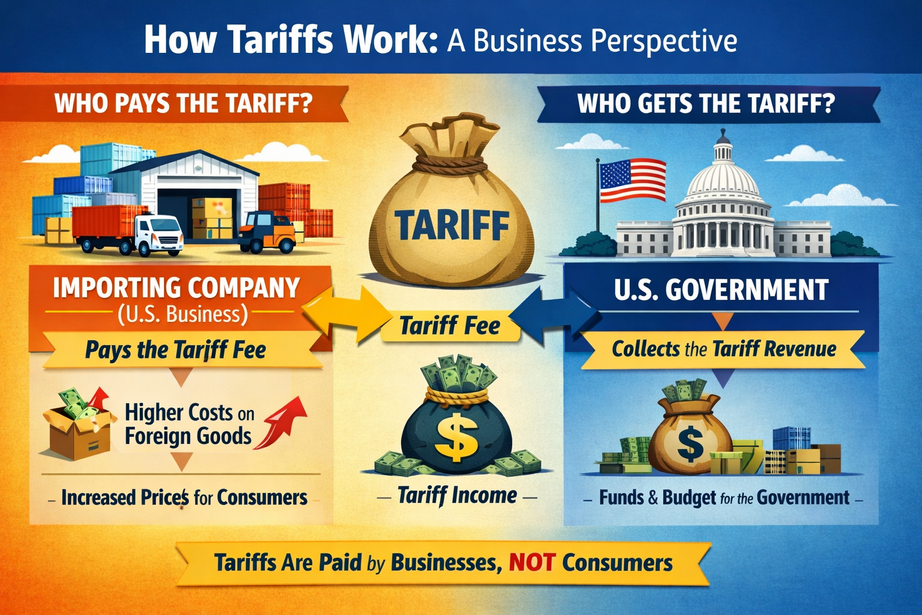 How Tariffs Work: A Business Perspective
WHO PAYS THE TARIFF?
WHO GETS THE TARIFF?
TARIFF
IMPORTING COMPANY
(U.S. Business)
Pays the Tariff Fee
Higher Costs on
Foreign Goods
Increased Prices for Consumers
Tariff Fee
$
Tariff Income
U.S. GOVERNMENT
Collects the Tariff Revenue
$
Funds & Budget for the Government
Tariffs Are Paid by Businesses, NOT Consumers